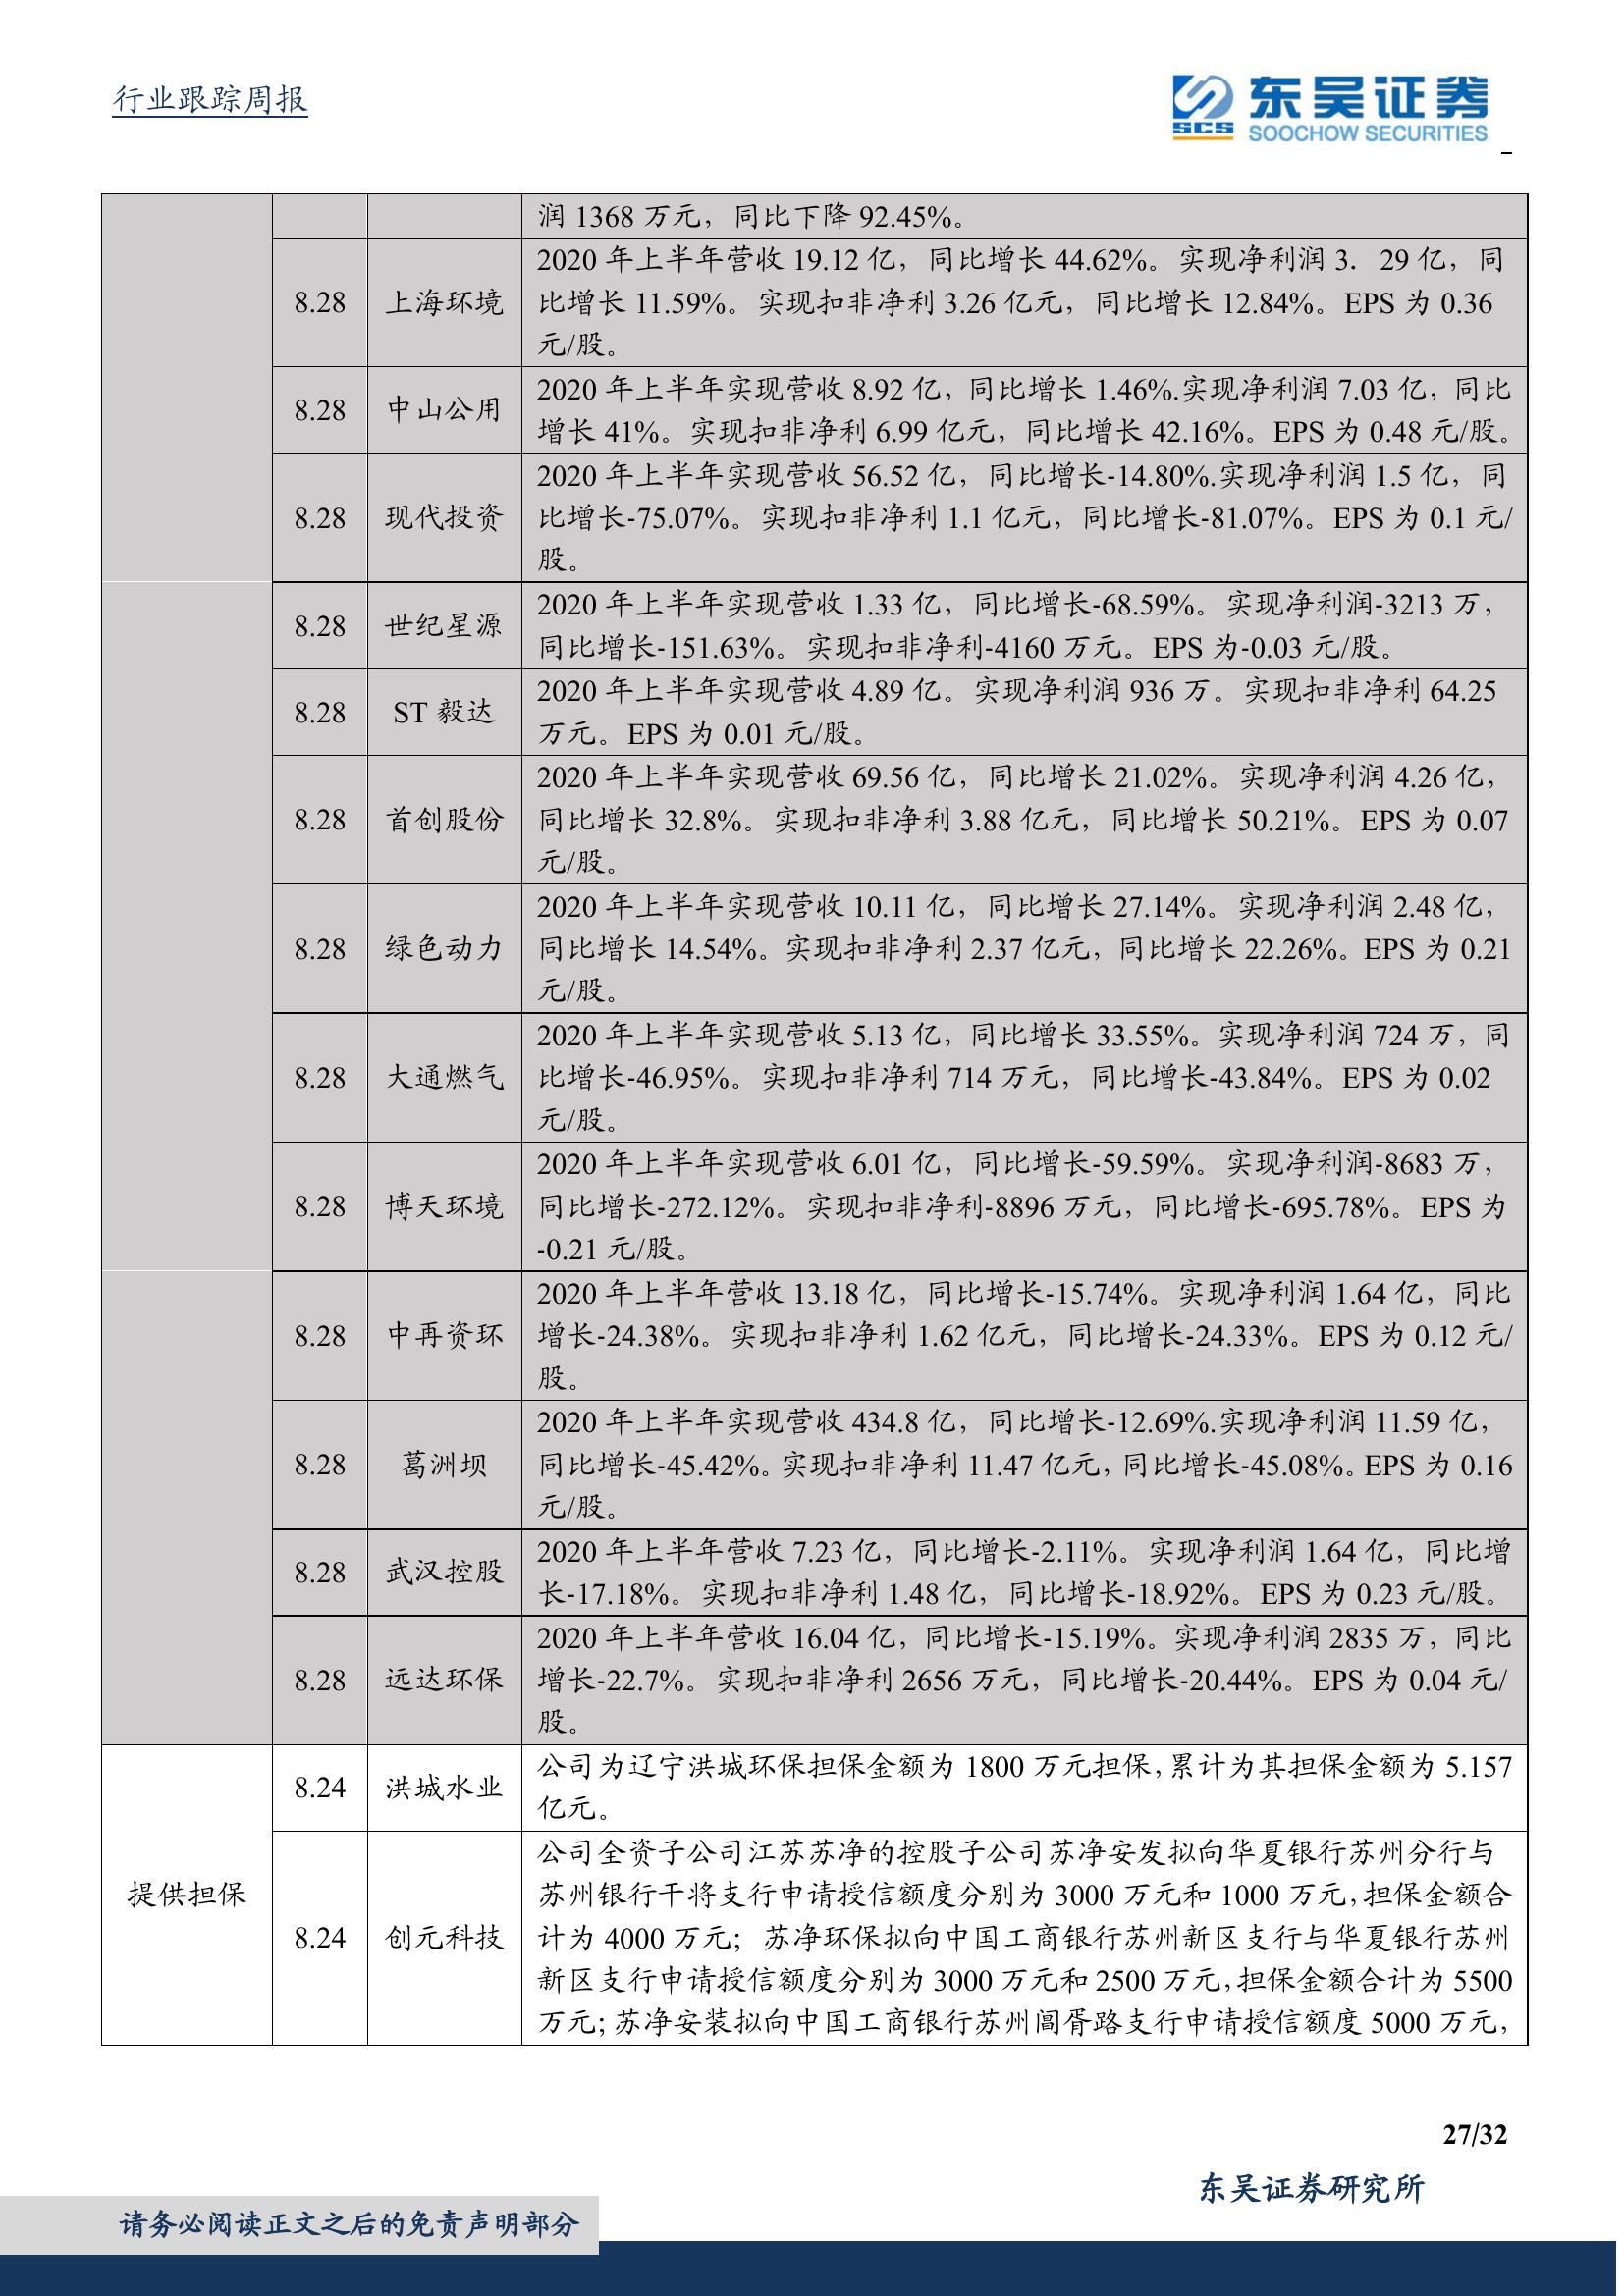 行业跟踪周报
SCS 东吴证券
SOOCHOW SECURITIES
润 1368 万元，同比下降 92.45%。
2020 年上半年营收 19.12 亿，同比增长 44.62%。实现净利润 3．29 亿，同
8.28 上海环境 比增长 11.59%。实现扣非净利 3.26 亿元，同比增长 12.84%。EPS 为 0.36
元/股。
8.28 中山公用 2020 年上半年实现营收 8.92 亿，同比增长 1.46%.实现净利润 7.03 亿，同比
增长 41%。实现扣非净利 6.99 亿元，同比增长 42.16%。EPS 为 0.48 元/股。
2020 年上半年实现营收 56.52 亿，同比增长-14.80%.实现净利润 1.5 亿，同
8.28 现代投资 比增长-75.07%。实现扣非净利 1.1 亿元，同比增长-81.07%。EPS 为 0.1 元/
股。
8.28 世纪星源 2020 年上半年实现营收 1.33 亿，同比增长-68.59%。实现净利润-3213 万，
同比增长-151.63%。实现扣非净利-4160 万元。EPS 为-0.03 元/股。
8.28 ST 毅达 2020 年上半年实现营收 4.89 亿。实现净利润 936 万。实现扣非净利 64.25
万元。EPS 为 0.01 元/股。
2020 年上半年实现营收 69.56 亿，同比增长 21.02%。实现净利润 4.26 亿，
8.28 首创股份 同比增长 32.8%。实现扣非净利 3.88 亿元，同比增长 50.21%。EPS 为 0.07
元/股。
2020 年上半年实现营收 10.11 亿，同比增长 27.14%。实现净利润 2.48 亿，
8.28 绿色动力 同比增长 14.54%。实现扣非净利 2.37 亿元，同比增长 22.26%。EPS 为 0.21
元/股。
2020 年上半年实现营收 5.13 亿，同比增长 33.55%。实现净利润 724 万，同
8.28 大通燃气 比增长-46.95%。实现扣非净利 714 万元，同比增长-43.84%。EPS 为 0.02
元/股。
2020 年上半年实现营收 6.01 亿，同比增长-59.59%。实现净利润-8683 万，
8.28 博天环境 同比增长-272.12%。实现扣非净利-8896 万元，同比增长-695.78%。EPS 为
-0.21 元/股。
2020 年上半年营收 13.18 亿，同比增长-15.74%。实现净利润 1.64 亿，同比
8.28 中再资环 增长-24.38%。实现扣非净利 1.62 亿元，同比增长-24.33%。EPS 为 0.12 元/
股。
2020 年上半年实现营收 434.8 亿，同比增长-12.69%.实现净利润 11.59 亿，
8.28 葛洲坝 同比增长-45.42%。实现扣非净利 11.47 亿元，同比增长-45.08%。EPS 为 0.16
元/股。
8.28 武汉控股 2020 年上半年营收 7.23 亿，同比增长-2.11%。实现净利润 1.64 亿，同比增
长-17.18%。实现扣非净利 1.48 亿，同比增长-18.92%。EPS 为 0.23 元/股。
2020 年上半年营收 16.04 亿，同比增长-15.19%。实现净利润 2835 万，同比
8.28 远达环保 增长-22.7%。实现扣非净利 2656 万元，同比增长-20.44%。EPS 为 0.04 元/
股。
提供担保
8.24 洪城水业 公司为辽宁洪城环保担保金额为 1800 万元担保，累计为其担保金额为 5.157
亿元。
公司全资子公司江苏苏净的控股子公司苏净安发拟向华夏银行苏州分行与
苏州银行干将支行申请授信额度分别为 3000 万元和 1000 万元，担保金额合
8.24 创元科技 计为 4000 万元；苏净环保拟向中国工商银行苏州新区支行与华夏银行苏州
新区支行申请授信额度分别为 3000 万元和 2500 万元，担保金额合计为 5500
万元；苏净安装拟向中国工商银行苏州阊胥路支行申请授信额度 5000 万元，
27/32
东吴证券研究所
请务必阅读正文之后的免责声明部分